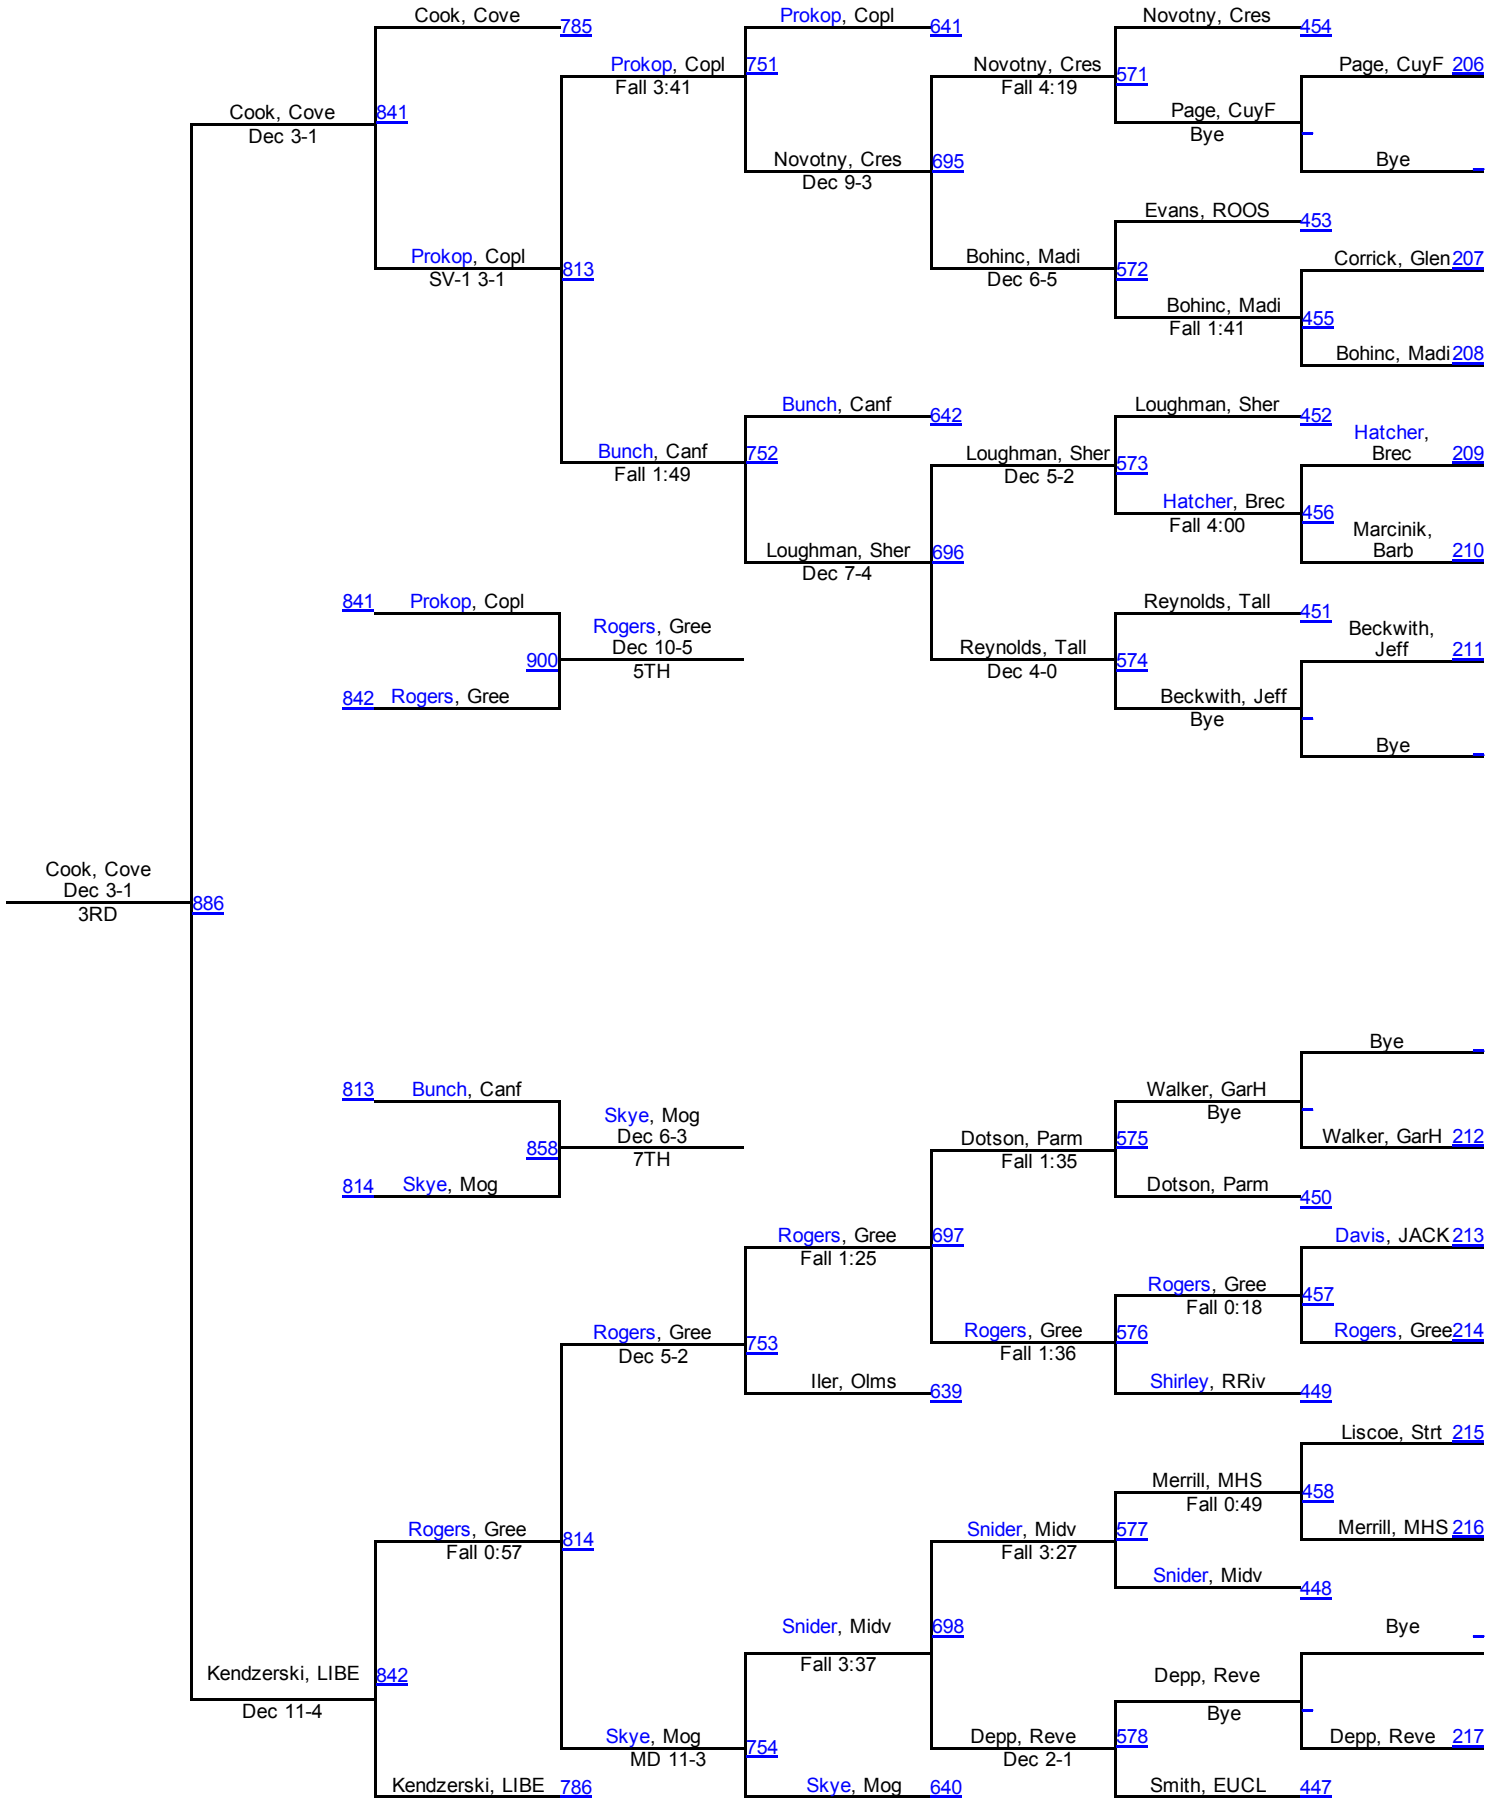 Cook, Cove
785
Prokop, Copl
641
Novotny, Cres
454
Prokop, Copl
Fall 3:41
751
Novotny, Cres
Fall 4:19
571
Page, CuyF 206
Cook, Cove
Dec 3-1
841
Page, CuyF
Bye
Novotny, Cres
Dec 9-3
695
Bye
Evans, ROOS
453
Prokop, Copl
SV-1 3-1
813
Bohinc, Madi
Dec 6-5
572
Corrick, Glen 207
Bohinc, Madi
Fall 1:41
455
Bohinc, Madi 208
Bunch, Canf
642
Loughman, Sher
452
Bunch, Canf
Fall 1:49
752
Loughman, Sher
Dec 5-2
573
Hatcher,
Brec
209
Hatcher, Brec
Fall 4:00
456
Loughman, Sher
Dec 7-4
696
Marcinik,
Barb
210
841
Prokop, Copl
Reynolds, Tall
451
Rogers, Gree
Dec 10-5
5TH
900
Reynolds, Tall
Dec 4-0
574
Beckwith,
Jeff
211
842
Rogers, Gree
Beckwith, Jeff
Bye
Bye
Cook, Cove
Dec 3-1
3RD
886
Bye
813
Bunch, Canf
Walker, GarH
Bye
Skye, Mog
Dec 6-3
7TH
858
Dotson, Parm
Fall 1:35
575
Walker, GarH 212
814
Skye, Mog
Dotson, Parm
450
Rogers, Gree
Fall 1:25
697
Davis, JACK 213
Rogers, Gree
Fall 0:18
457
Rogers, Gree
Dec 5-2
753
Rogers, Gree
Fall 1:36
576
Rogers, Gree 214
Iler, Olms
639
Shirley, RRiv
449
Liscoe, Strt 215
Merrill, MHS
Fall 0:49
458
Rogers, Gree
Fall 0:57
814
Snider, Midv
Fall 3:27
577
Merrill, MHS 216
Snider, Midv
448
Snider, Midv
Fall 3:37
698
Bye
Kendzerski, LIBE
Dec 11-4
842
Depp, Reve
Bye
Skye, Mog
MD 11-3
754
Depp, Reve
Dec 2-1
578
Depp, Reve 217
Kendzerski, LIBE
786
Skye, Mog
640
Smith, EUCL
447